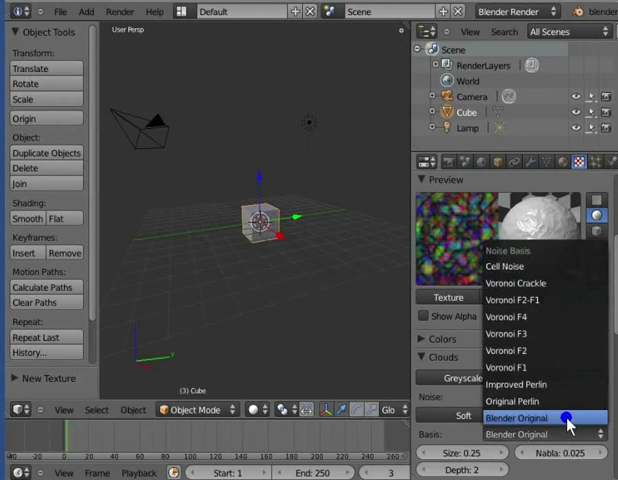 File Add Render Help Default Scene Blender Render blender
Object Tools
Transform:
Translate
Rotate
Scale
Origin
Object:
Duplicate Objects
Delete
Join
Shading:
Smooth Flat
Keyframes:
Insert Remove
Motion Paths:
Calculate Paths
Clear Paths
Repeat:
Repeat Last
History...
New Texture
User Persp
(3) Cube
View Select Object Object Mode Glo
-20 0 20 40 60 80 100 120 140 160 180 200 220 240 260
View Frame Playback Start: 1 End: 250 3
View Search All Scenes
Scene
RenderLayers
World
Camera
Cube
Lamp
Preview
Texture
Show Alpha
Colors
Clouds
Greyscale
Noise:
Soft
Noise Basis
Cell Noise
Voronoi Crackle
Voronoi F2-F1
Voronoi F4
Voronoi F3
Voronoi F2
Voronoi F1
Improved Perlin
Original Perlin
Blender Original
Basis: Blender Original
Size: 0.25 Nabla: 0.025
Depth: 2